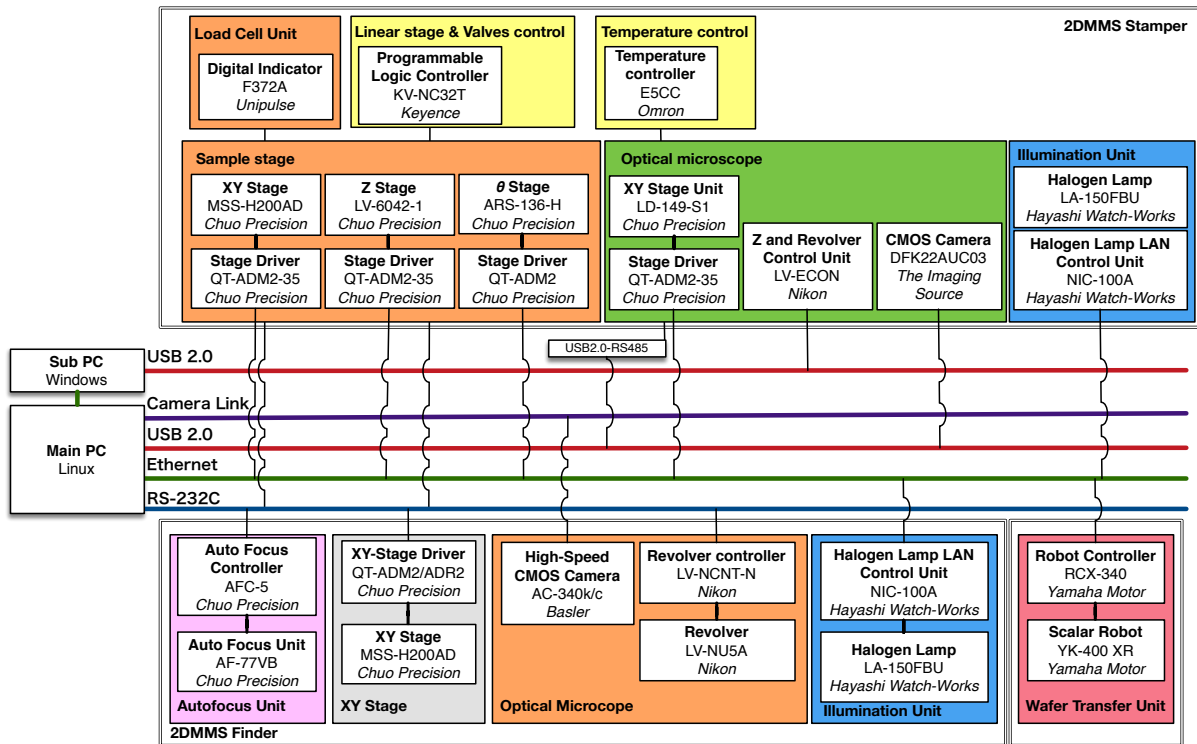 2DMMS Stamper
Load Cell Unit
Digital Indicator
F372A
Unipulse
Linear stage & Valves control
Programmable
Logic Controller
KV-NC32T
Keyence
Temperature control
Temperature
controller
E5CC
Omron
Sample stage
XY Stage
MSS-H200AD
Chuo Precision
Stage Driver
QT-ADM2-35
Chuo Precision
Z Stage
LV-6042-1
Chuo Precision
Stage Driver
QT-ADM2-35
Chuo Precision
θ Stage
ARS-136-H
Chuo Precision
Stage Driver
QT-ADM2
Chuo Precision
Optical microscope
XY Stage Unit
LD-149-S1
Chuo Precision
Stage Driver
QT-ADM2-35
Chuo Precision
Z and Revolver
Control Unit
LV-ECON
Nikon
CMOS Camera
DFK22AUC03
The Imaging
Source
Illumination Unit
Halogen Lamp
LA-150FBU
Hayashi Watch-Works
Halogen Lamp LAN
Control Unit
NIC-100A
Hayashi Watch-Works
USB2.0-RS485
Sub PC
Windows
USB 2.0
Main PC
Linux
Camera Link
USB 2.0
Ethernet
RS-232C
Auto Focus
Controller
AFC-5
Chuo Precision
Auto Focus Unit
AF-77VB
Chuo Precision
Autofocus Unit
XY-Stage Driver
QT-ADM2/ADR2
Chuo Precision
XY Stage
MSS-H200AD
Chuo Precision
XY Stage
High-Speed
CMOS Camera
AC-340k/c
Basler
Revolver controller
LV-NCNT-N
Nikon
Revolver
LV-NU5A
Nikon
Optical Microcope
Halogen Lamp LAN
Control Unit
NIC-100A
Hayashi Watch-Works
Halogen Lamp
LA-150FBU
Hayashi Watch-Works
Illumination Unit
Robot Controller
RCX-340
Yamaha Motor
Scalar Robot
YK-400 XR
Yamaha Motor
Wafer Transfer Unit
2DMMS Finder